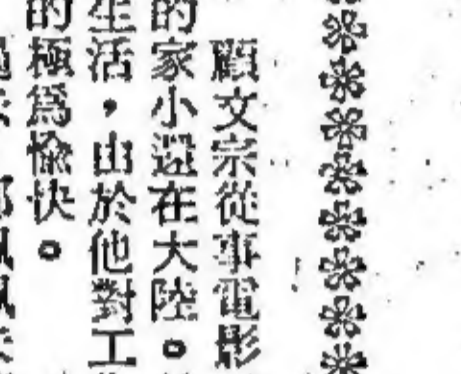 顧文宗從事電影
的家小還在大陸。
生活，由於他對工
的極爲愉快。